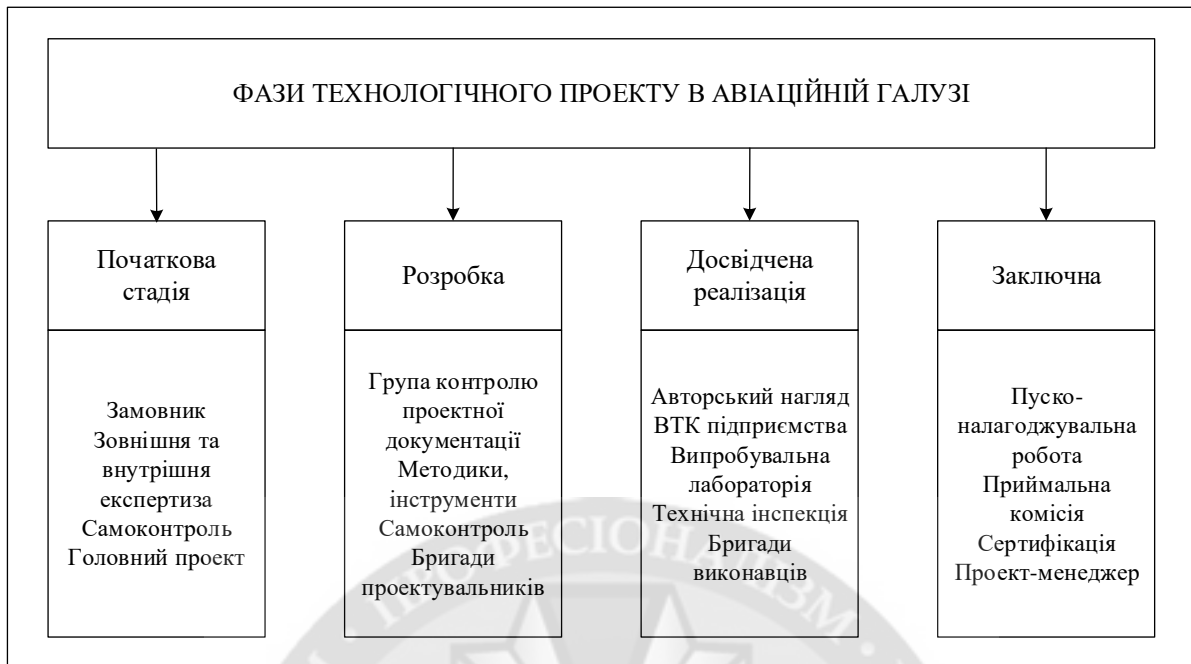 ФАЗИ ТЕХНОЛОГІЧНОГО ПРОЕКТУ В АВІАЦІЙНІЙ ГАЛУЗІ
Початкова
стадія
Замовник
Зовнішня та
внутрішня
експертиза
Самоконтроль
Головний проект
Розробка
Група контролю
проектної
документації
Методики,
інструменти
Самоконтроль
Бригади
проектувальників
Досвідчена
реалізація
Авторський нагляд
ВТК підприємства
Випробувальна
лабораторія
Технічна інспекція
Бригади
виконавців
Заключна
Пуско-
налагоджувальна
робота
Приймальна
комісія
Сертифікація
Проект-менеджер
ПРОФЕСІОНАЛІЗМ